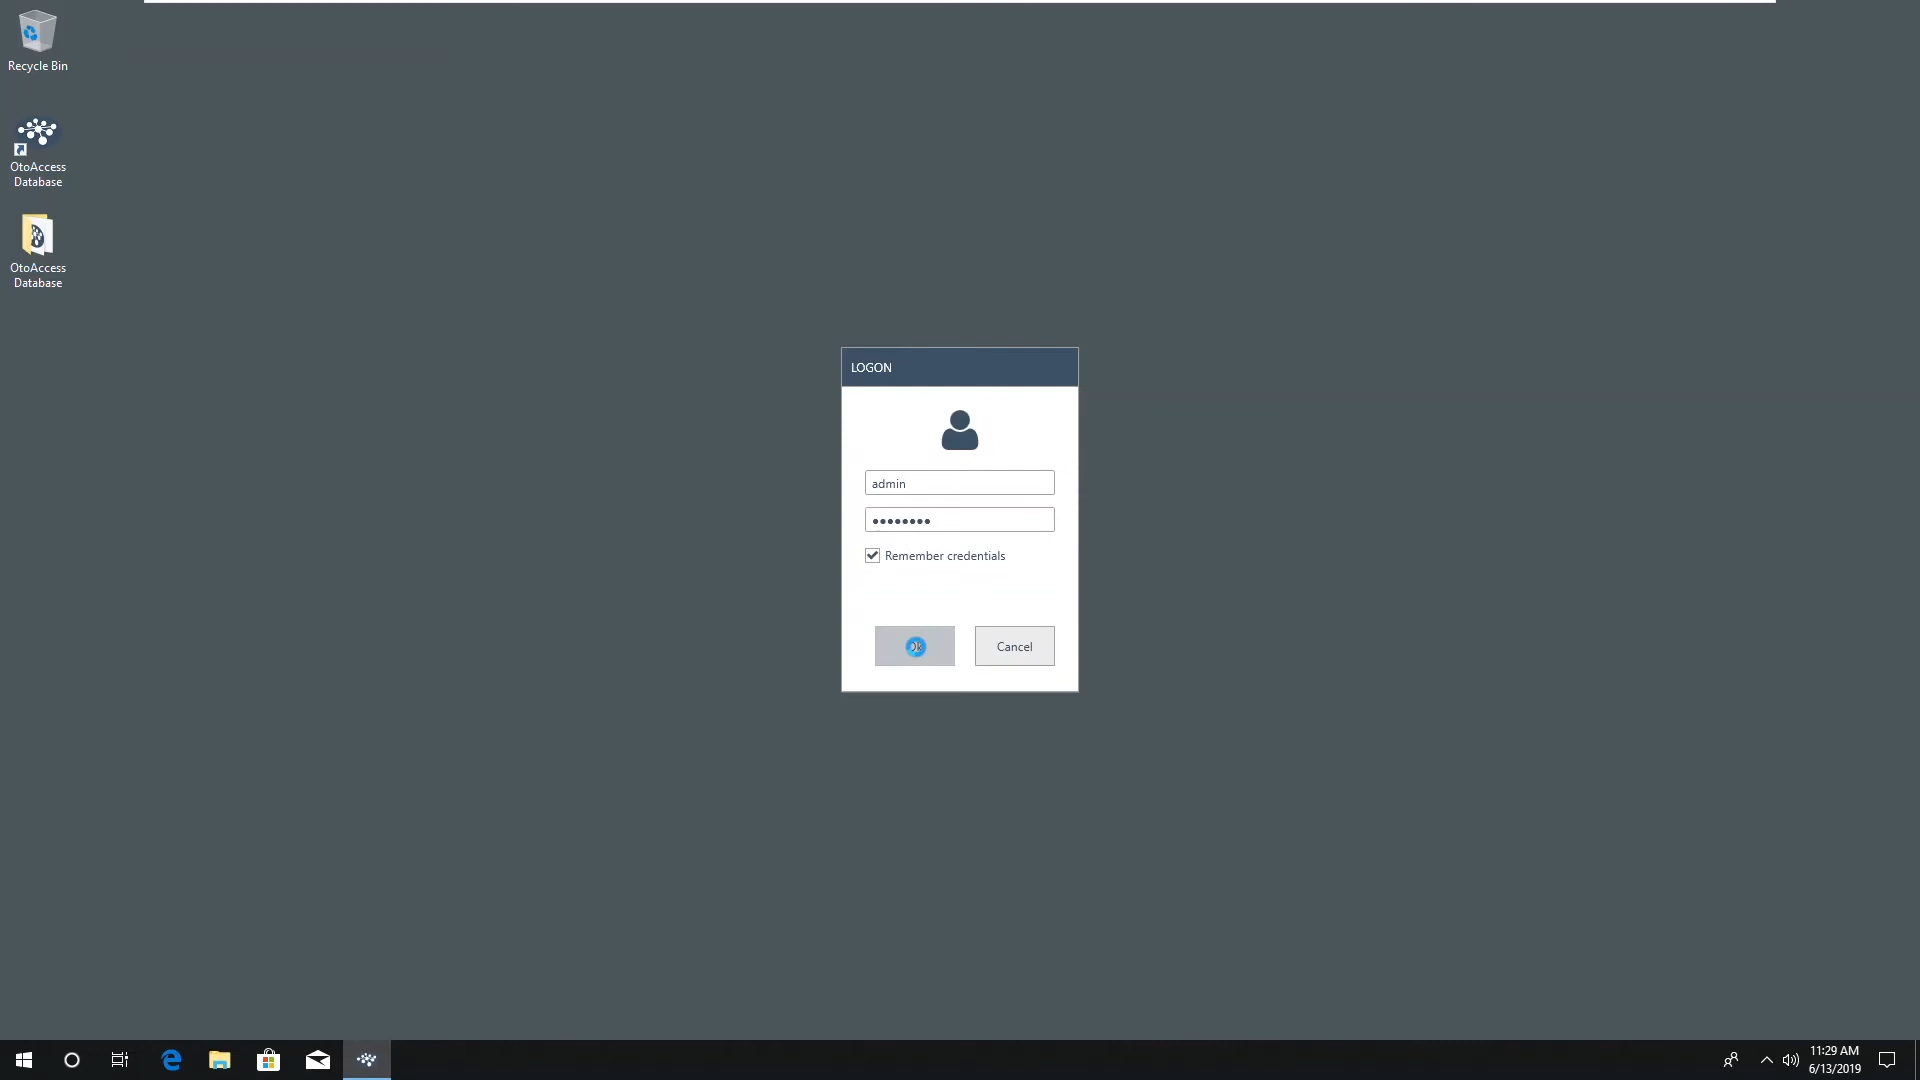 Recycle Bin
OtoAccess
Database
OtoAccess
Database
LOGON
admin
Remember credentials
Cancel
11:29 AM
6/13/2019